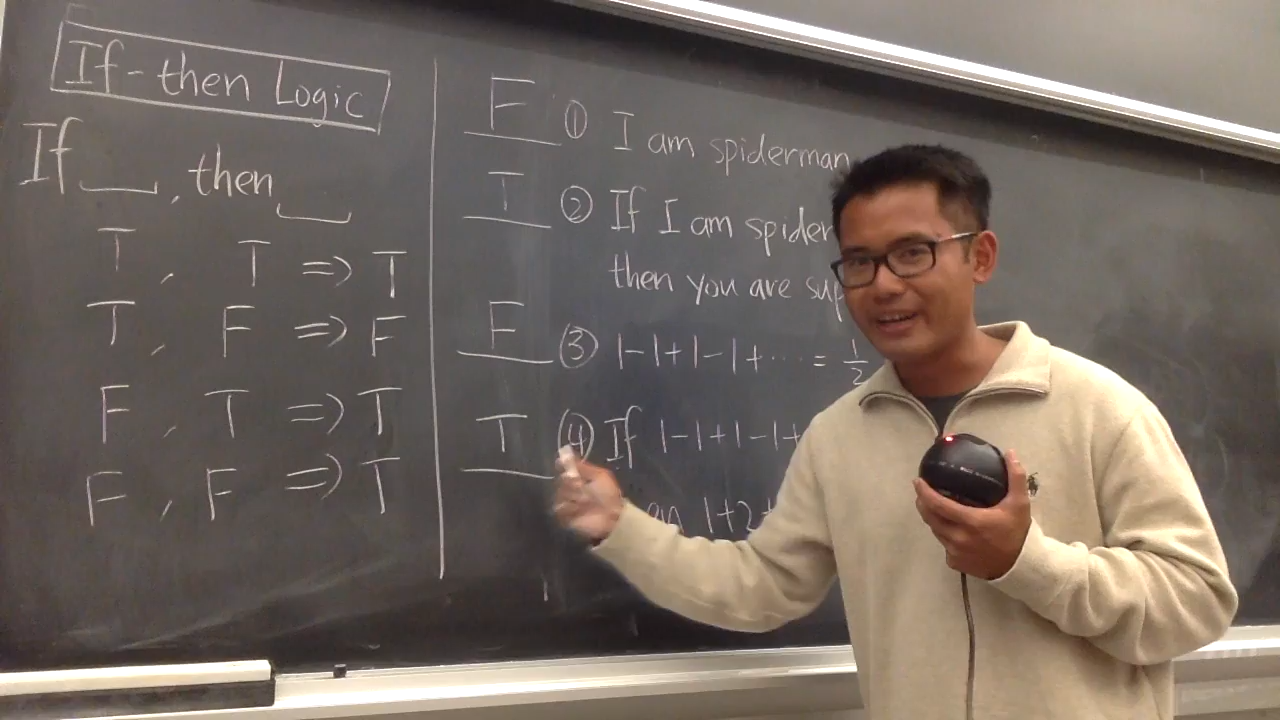 If-then Logic
If ___, then ___
T, T => T
T, F => F
F, T => T
F, F => T
F ① I am spiderman
T ② If I am spider
then you are sup
F ③ 1-1+1-1+···· = 1/2
T ④ If 1-1+1-1+
1+2+